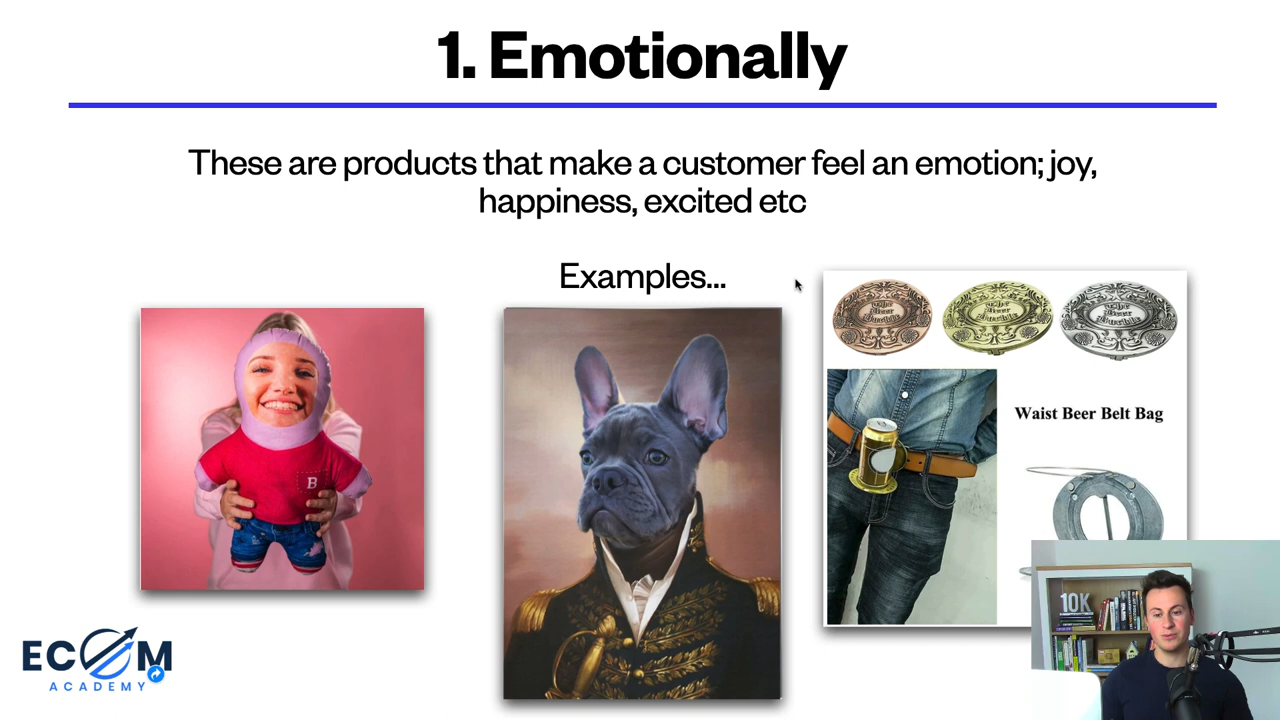 1. Emotionally
These are products that make a customer feel an emotion; joy,
happiness, excited etc
Examples...
Waist Beer Belt Bag
B
10K
ECOM
ACADEMY